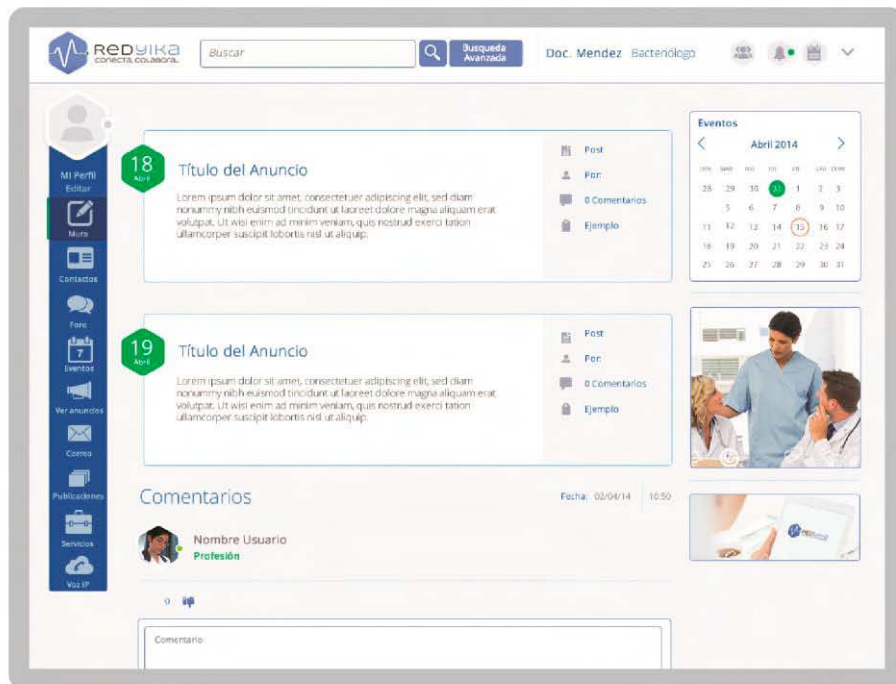 REDYIKA
CONECTA, COLABORA.
Buscar
Busqueda
Avanzada
Doc. Mendez Bacteriólogo
Mi Perfil
Editar
Muro
Contactos
Foro
7
Eventos
Ver anuncios
Correo
Publicaciones
Servicios
Voz IP
18
Abril
Título del Anuncio
Lorem ipsum dolor sit amet, consectetuer adipiscing elit, sed diam
nonummy nibh euismod tincidunt ut laoreet dolore magna aliquam erat
volutpat. Ut wisi enim ad minim veniam, quis nostrud exerci tation
ullamcorper suscipit lobortis nisl ut aliquip.
Post
Por:
0 Comentarios
Ejemplo
19
Abril
Título del Anuncio
Lorem ipsum dolor sit amet, consectetuer adipiscing elit, sed diam
nonummy nibh euismod tincidunt ut laoreet dolore magna aliquam erat
volutpat. Ut wisi enim ad minim veniam, quis nostrud exerci tation
ullamcorper suscipit lobortis nisl ut aliquip.
Post
Por:
0 Comentarios
Ejemplo
Comentarios
Fecha: 02/04/14 10:50
Nombre Usuario
Profesión
0
Comentario
Eventos
Abril 2014
28 29 30 31 1 2 3
5 6 7 8 9 10
11 12 13 14 15 16 17
18 19 20 21 22 23 24
25 26 27 28 29 30 31
REDYIKA